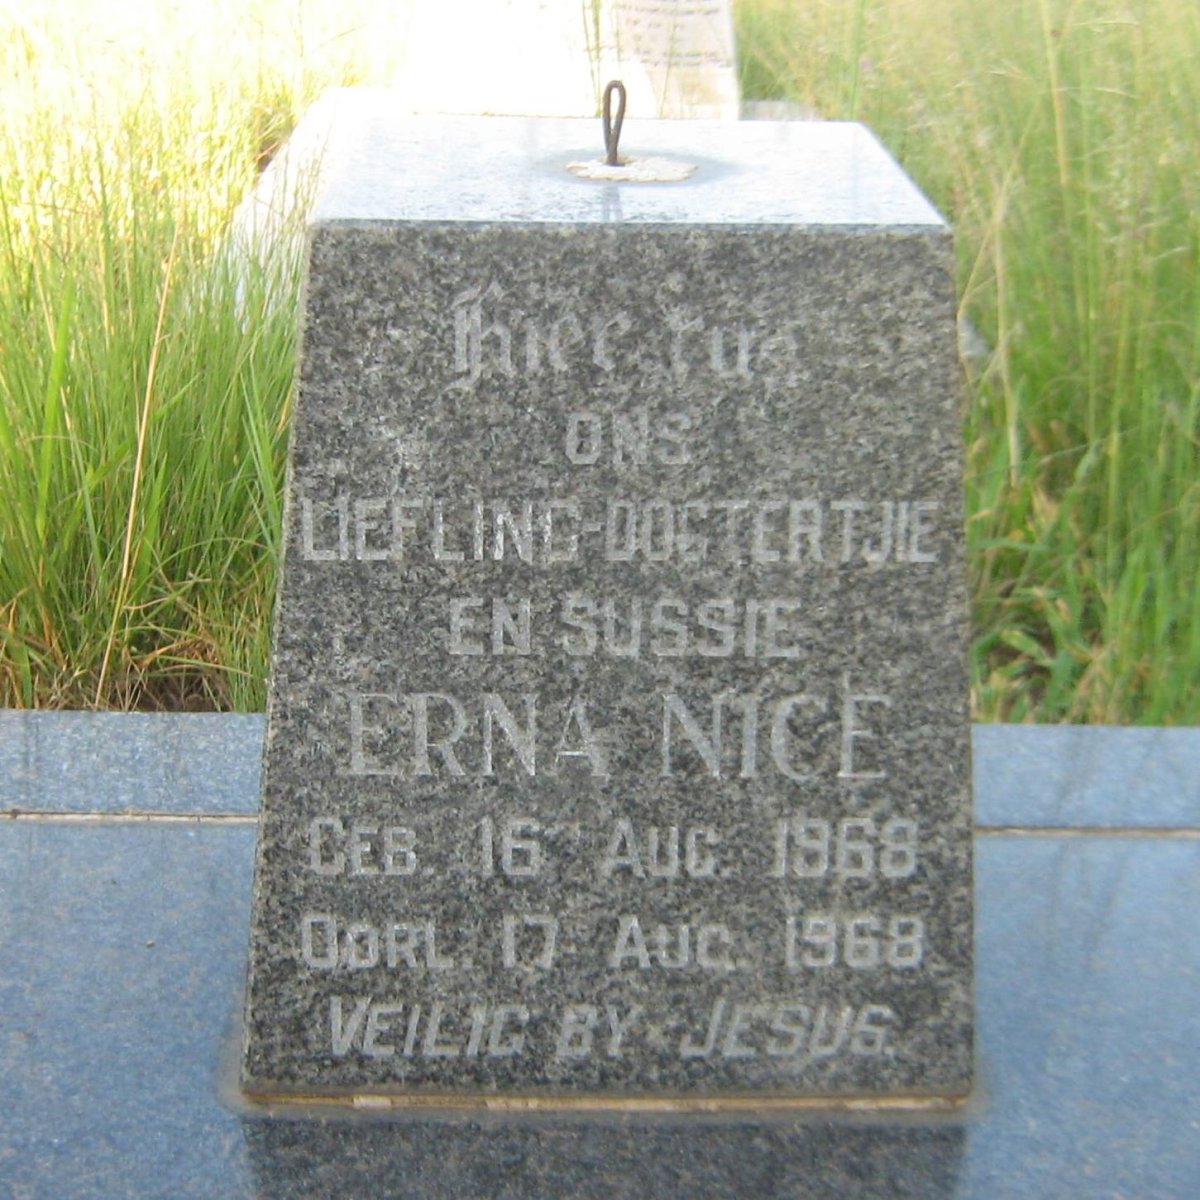 Hier rus
ONS
LIEFLING-DOGTERTJIE
EN SUSSIE
ERNA NICE
GEB. 16 AUG. 1968
OORL. 17 AUG. 1968
VEILIG BY JESUS.